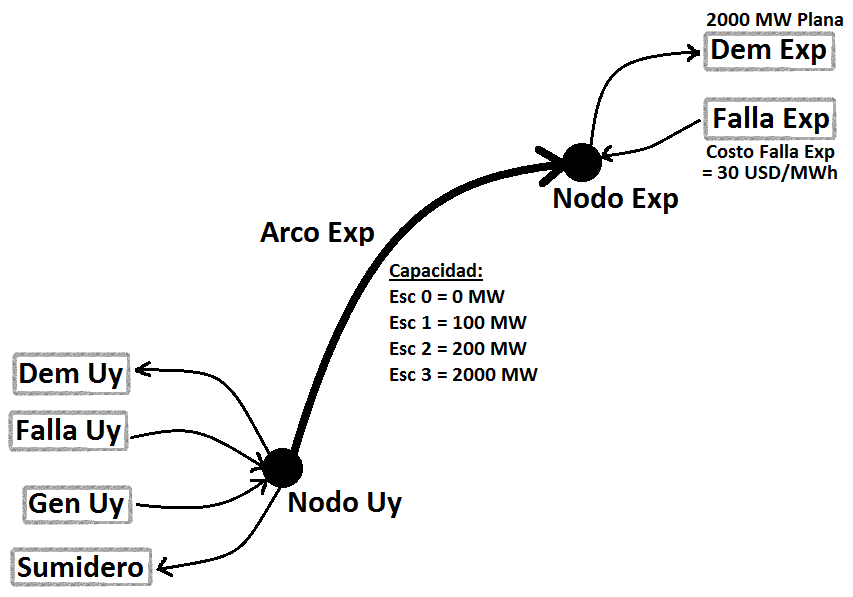 2000 MW Plana
Dem Exp
Falla Exp
Costo Falla Exp
= 30 USD/MWh
Nodo Exp
Arco Exp
Capacidad:
Esc 0 = 0 MW
Esc 1 = 100 MW
Esc 2 = 200 MW
Esc 3 = 2000 MW
Dem Uy
Falla Uy
Gen Uy
Nodo Uy
Sumidero